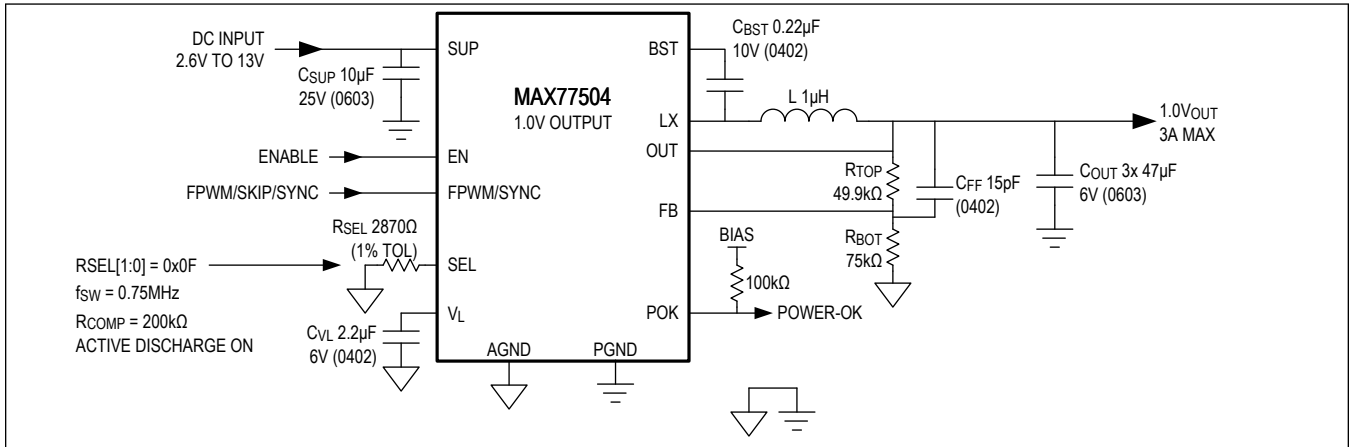 DC INPUT
2.6V TO 13V
CSUP 10µF
25V (0603)
SUP
MAX77504
1.0V OUTPUT
BST
CBST 0.22µF
10V (0402)
LX
L 1µH
1.0VOUT
3A MAX
OUT
ENABLE
EN
FPWM/SKIP/SYNC
FPWM/SYNC
RTOP
49.9kΩ
CFF 15pF
(0402)
COUT 3x 47µF
6V (0603)
FB
RSEL 2870Ω
(1% TOL)
SEL
RBOT
75kΩ
BIAS
100kΩ
RSEL[1:0] = 0x0F
fSW = 0.75MHz
RCOMP = 200kΩ
ACTIVE DISCHARGE ON
VL
CVL 2.2µF
6V (0402)
POK
POWER-OK
AGND
PGND